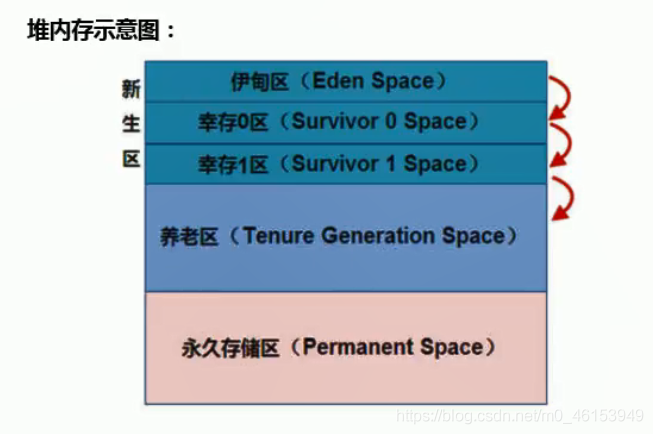 堆内存示意图：
新生区
伊甸区（Eden Space）
幸存0区（Survivor 0 Space）
幸存1区（Survivor 1 Space）
养老区（Tenure Generation Space）
永久存储区（Permanent Space）
https://blog.csdn.net/m0_46153949